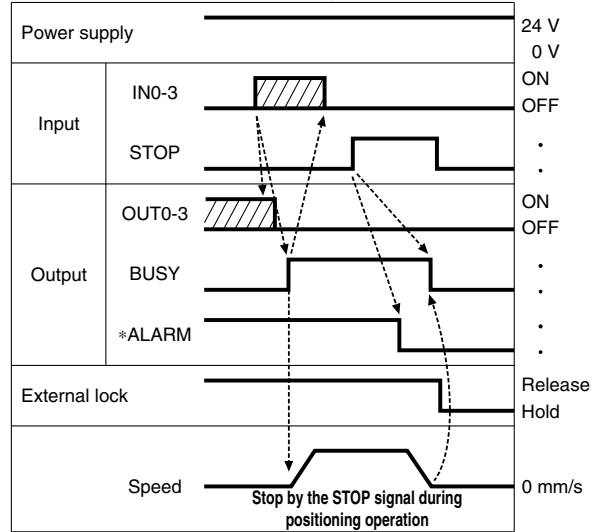 Power supply
24 V
0 V
Input
IN0-3
ON
OFF
STOP
Output
OUT0-3
ON
OFF
BUSY
*ALARM
External lock
Release
Hold
Speed
0 mm/s
Stop by the STOP signal during
positioning operation